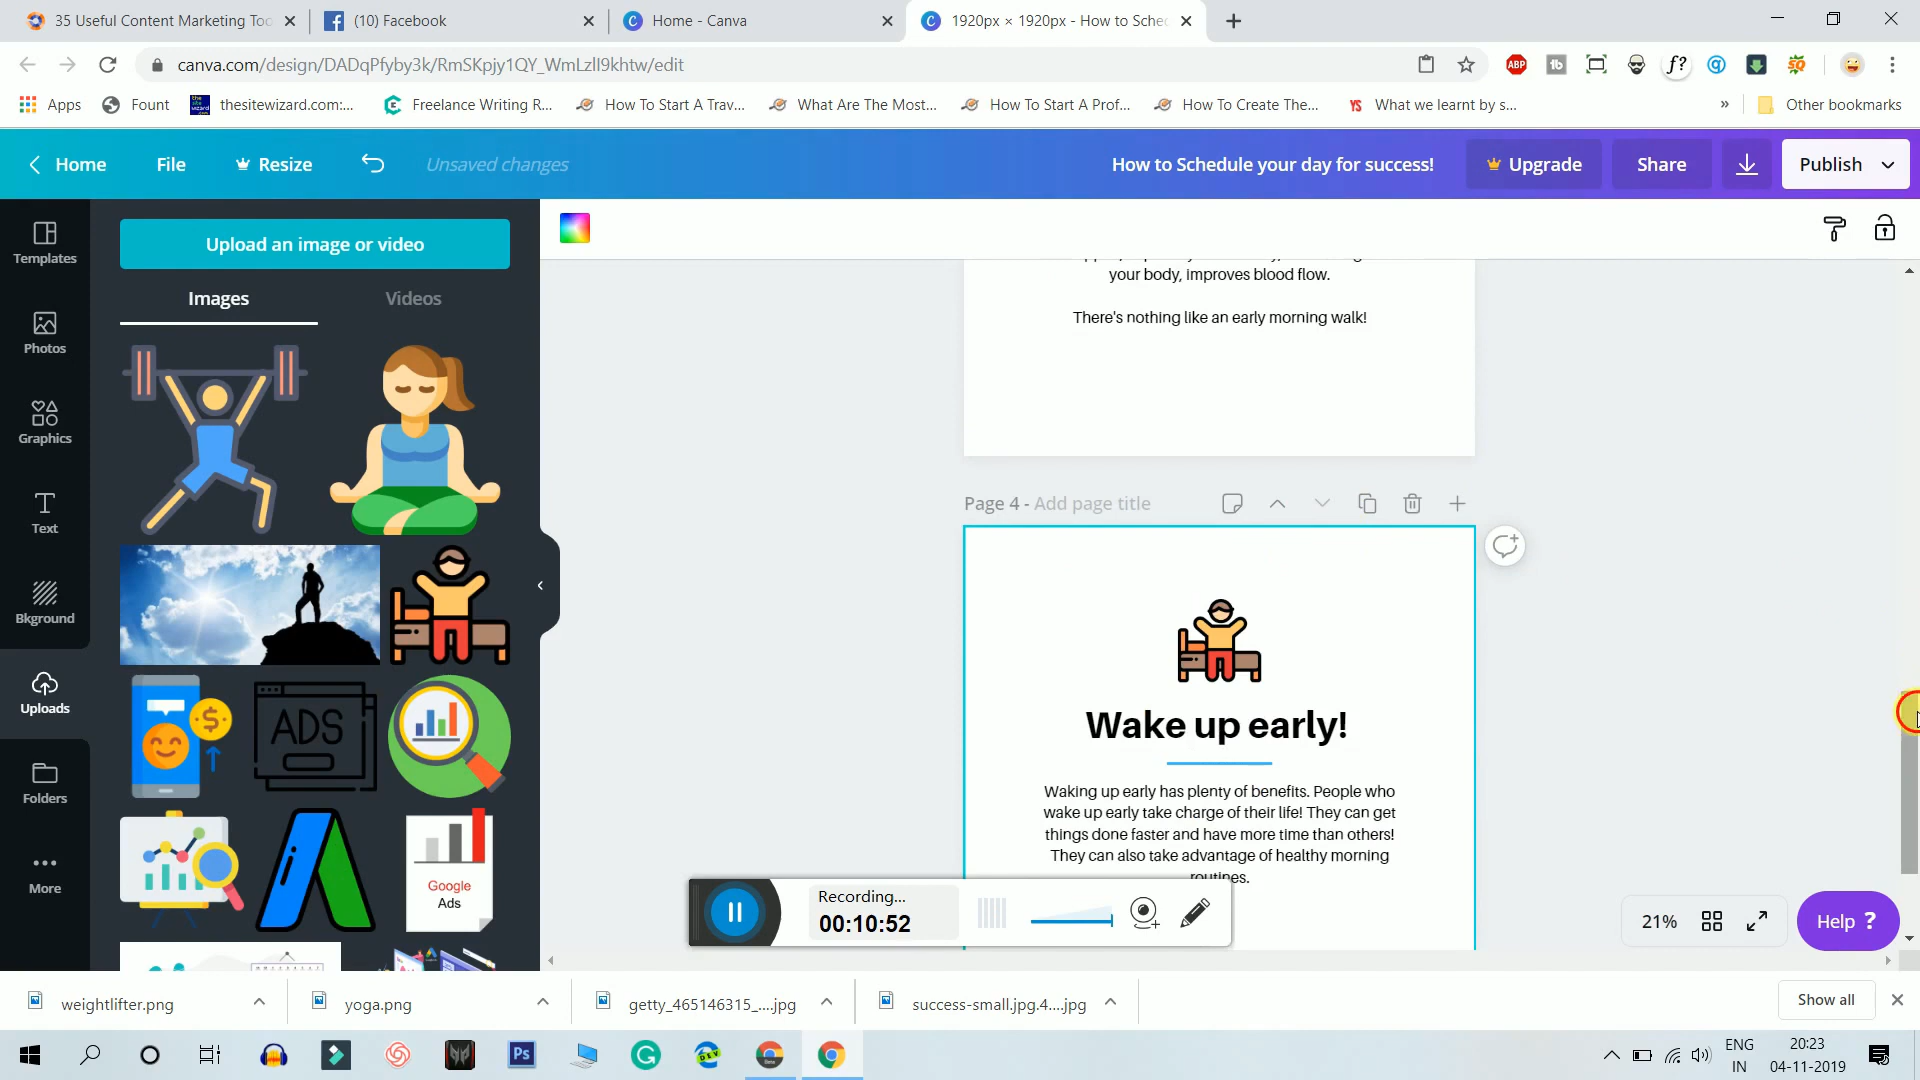 35 Useful Content Marketing Too
(10) Facebook
Home - Canva
1920px × 1920px - How to Sche
canva.com/design/DADqPfyby3k/RmSKpjy1QY_WmLzlI9khtw/edit
ABP
tb
f?
Apps
Fount
thesitewizard.com:...
Freelance Writing R...
How To Start A Trav...
What Are The Most...
How To Start A Prof...
How To Create The...
YS
What we learnt by s...
»
Other bookmarks
Home
File
Resize
Unsaved changes
How to Schedule your day for success!
Upgrade
Share
Publish
Templates
Photos
Graphics
Text
Bkground
Uploads
Folders
More
Upload an image or video
Images
Videos
ADS
Google
Ads
your body, improves blood flow.
There's nothing like an early morning walk!
Page 4 - Add page title
Wake up early!
Waking up early has plenty of benefits. People who
wake up early take charge of their life! They can get
things done faster and have more time than others!
They can also take advantage of healthy morning
routines.
Recording...
00:10:52
21%
Help ?
weightlifter.png
yoga.png
getty_465146315_....jpg
success-small.jpg.4....jpg
Show all
Ps
DEV
ENG
IN
20:23
04-11-2019